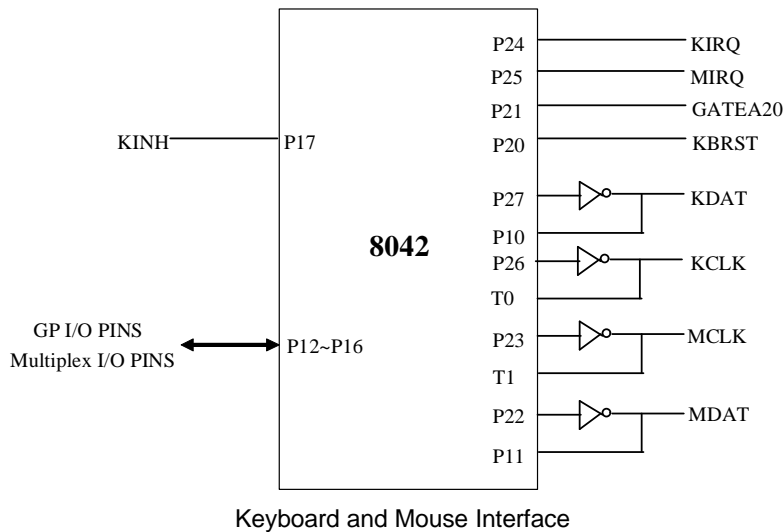 P24 KIRQ
P25 MIRQ
P21 GATEA20
KINH P17 P20 KBRST
P27 KDAT
P10
8042
P26 KCLK
T0
GP I/O PINS
Multiplex I/O PINS
P12~P16
P23 MCLK
T1
P22 MDAT
P11
Keyboard and Mouse Interface